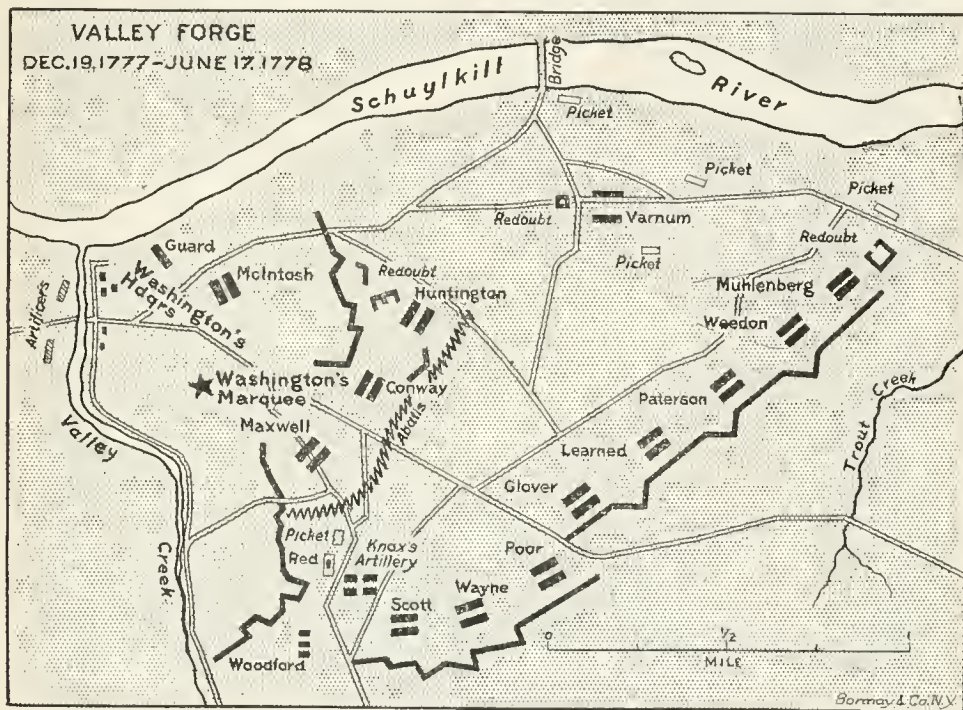 VALLEY FORGE
DEC. 19, 1777–JUNE 17, 1778
Schuylkill
Bridge
River
Picket
Picket
Picket
Redoubt
Varnum
Redoubt
Picket
Guard
McIntosh
Washington's
Hdqrs
Artificers
Redoubt
Huntington
Muhlenberg
Weedon
Washington's
Marquee
Conway
Abatis
Paterson
Trout Creek
Maxwell
Learned
Valley
Glover
Creek
Picket
Red.
Knox's
Artillery
Poor
Wayne
Scott
Woodford
0 1/2 1
MILE
Bormay & Co., N.Y.